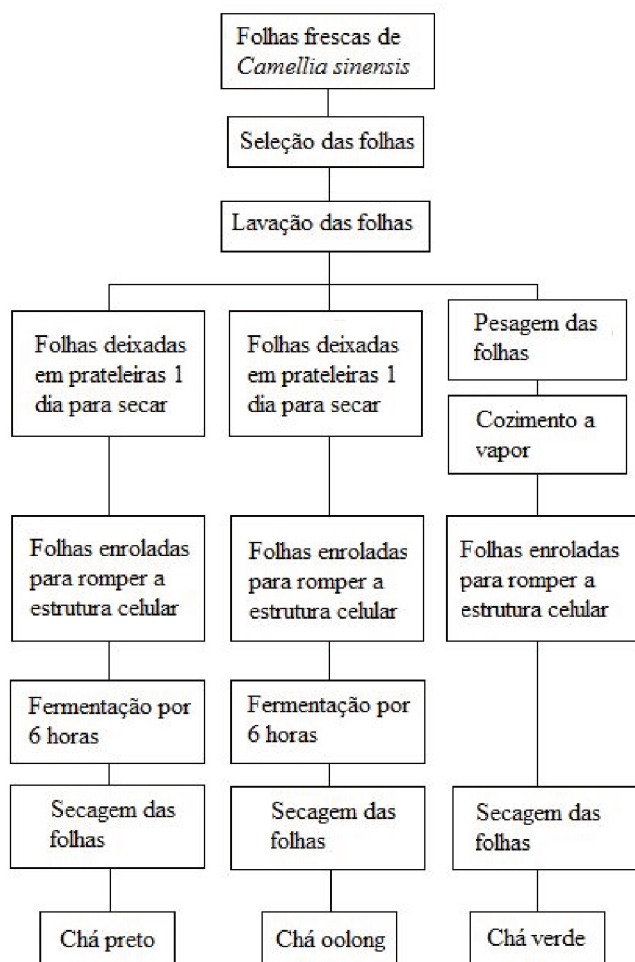 Folhas frescas de
Camellia sinensis
Seleção das folhas
Lavação das folhas
Folhas deixadas
em prateleiras 1
dia para secar
Folhas deixadas
em prateleiras 1
dia para secar
Pesagem das
folhas
Cozimento a
vapor
Folhas enroladas
para romper a
estrutura celular
Folhas enroladas
para romper a
estrutura celular
Folhas enroladas
para romper a
estrutura celular
Fermentação por
6 horas
Fermentação por
6 horas
Secagem das
folhas
Secagem das
folhas
Secagem das
folhas
Chá preto
Chá oolong
Chá verde